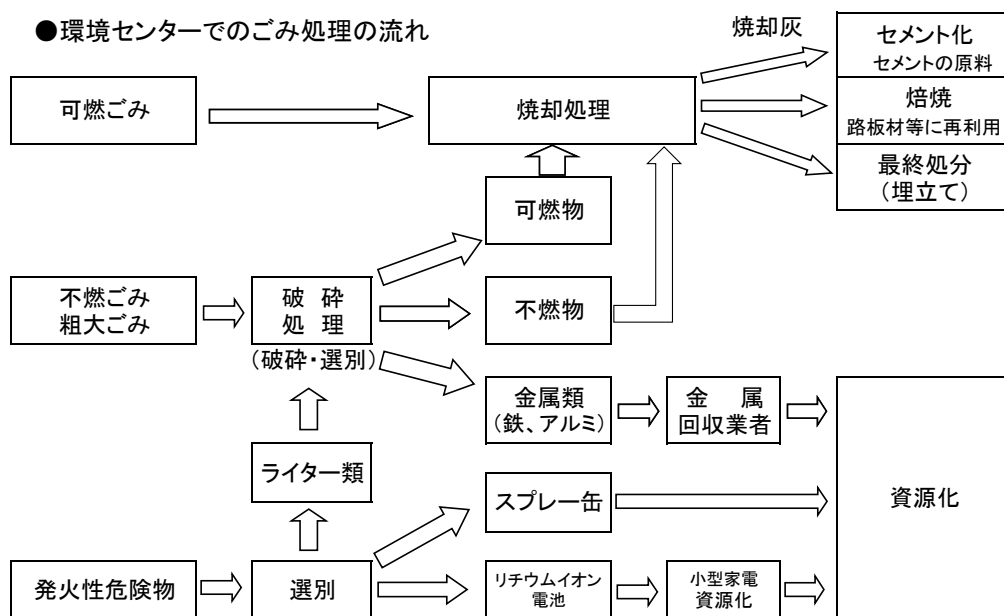 ●環境センターでのごみ処理の流れ
焼却灰
セメント化
セメントの原料
可燃ごみ
焼却処理
焙焼
路板材等に再利用
最終処分
(埋立て)
可燃物
不燃ごみ
粗大ごみ
破 砕
処 理
(破砕・選別)
不燃物
金属類
(鉄、アルミ)
金 属
回収業者
ライター類
スプレー缶
資源化
発火性危険物
選別
リチウムイオン
電池
小型家電
資源化